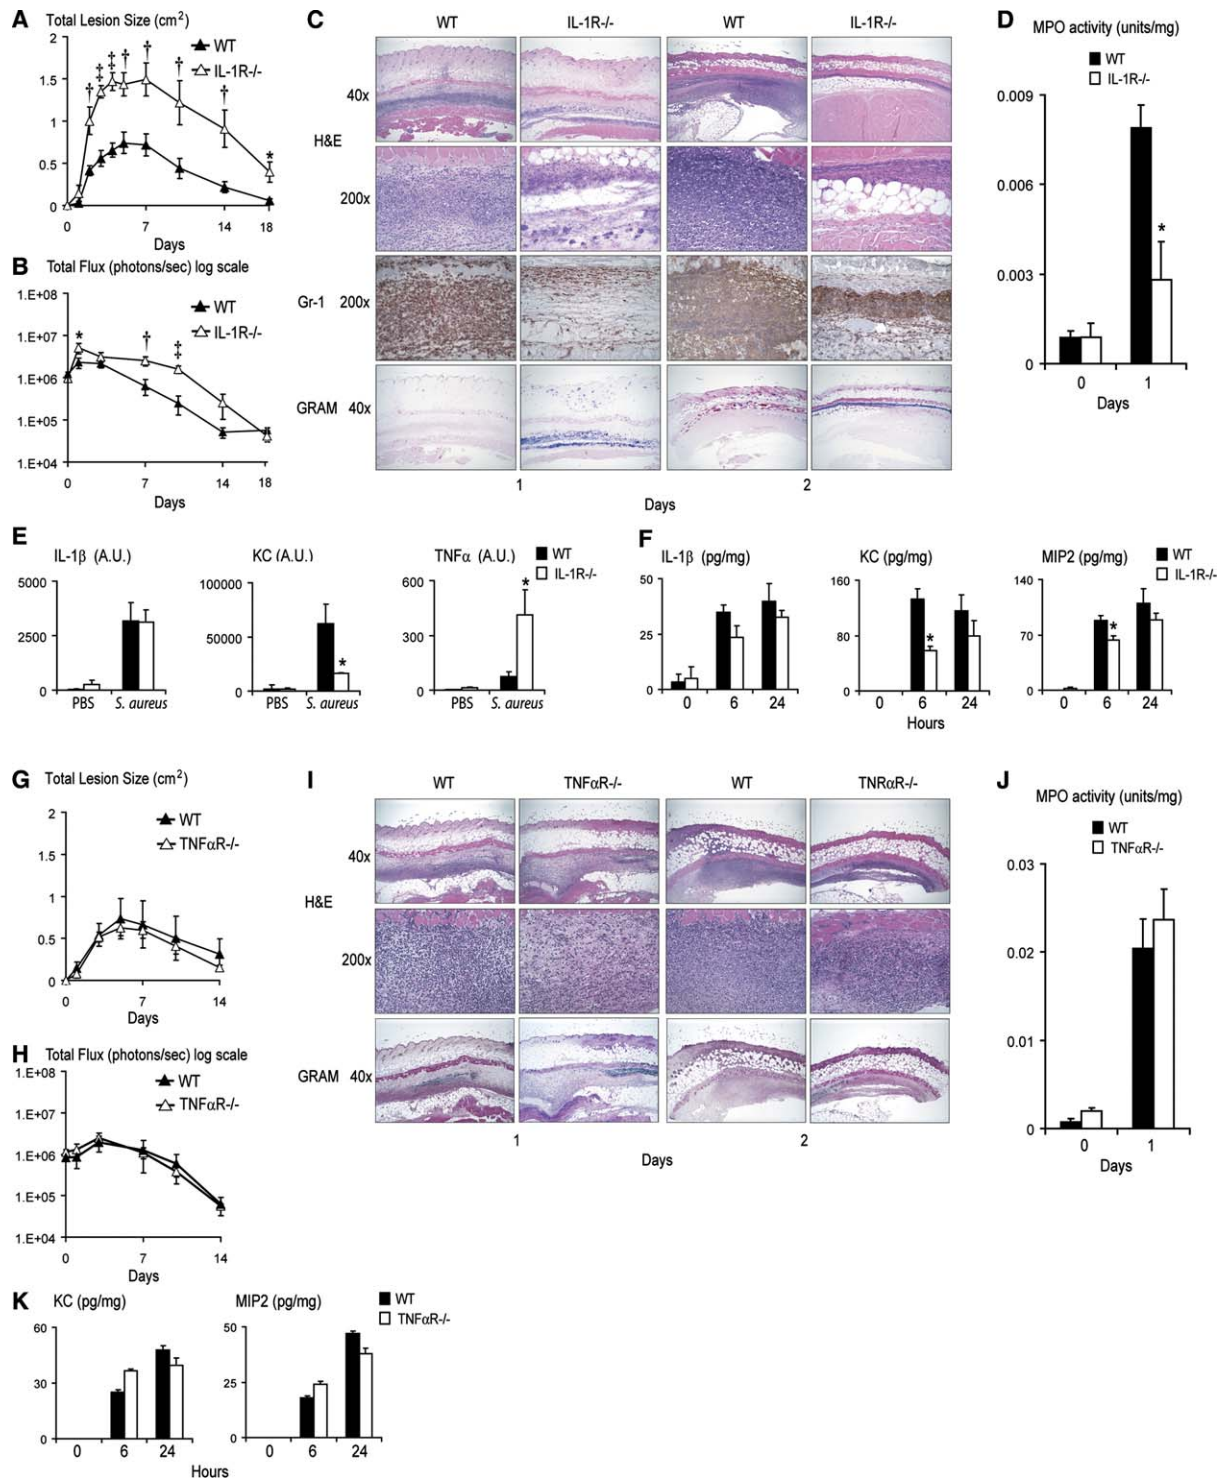 A Total Lesion Size (cm2)
2
1.5
1
0.5
0
WT
IL-1R-/-
† ‡ ‡ † † † † *
0 7 14 18
Days
B Total Flux (photons/sec) log scale
1.E+08
1.E+07
1.E+06
1.E+05
1.E+04
WT
IL-1R-/-
* † ‡
0 7 14 18
Days
C WT IL-1R-/- WT IL-1R-/-
40x
H&E
200x
Gr-1 200x
GRAM 40x
1 2
Days
D MPO activity (units/mg)
WT
IL-1R-/-
0.009
0.006
0.003
0
*
0 1
Days
E
IL-1β (A.U.)
5000
2500
0
PBS S. aureus
KC (A.U.)
100000
50000
0
*
PBS S. aureus
TNFα (A.U.)
WT
IL-1R-/-
600
300
0
*
PBS S. aureus
F
IL-1β (pg/mg)
50
25
0
0 6 24
KC (pg/mg)
160
80
0
*
0 6 24
Hours
MIP2 (pg/mg)
WT
IL-1R-/-
140
70
0
*
0 6 24
G Total Lesion Size (cm2)
2
1.5
1
0.5
0
WT
TNFαR-/-
0 7 14
Days
H Total Flux (photons/sec) log scale
1.E+08
1.E+07
1.E+06
1.E+05
1.E+04
WT
TNFαR-/-
0 7 14
Days
I WT TNFαR-/- WT TNRαR-/-
40x
H&E
200x
GRAM 40x
1 2
Days
J MPO activity (units/mg)
WT
TNFαR-/-
0.03
0.02
0.01
0
0 1
Days
K
KC (pg/mg)
60
30
0
0 6 24
MIP2 (pg/mg)
WT
TNFαR-/-
50
25
0
0 6 24
Hours